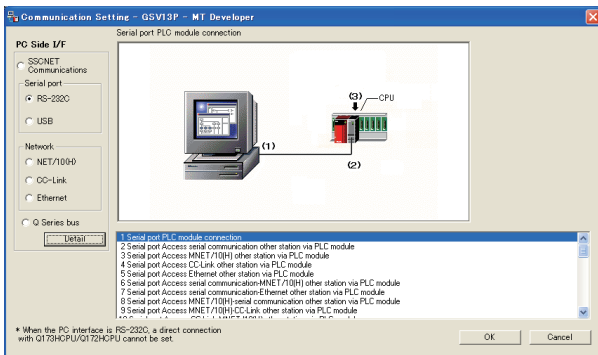 Communication Setting - GSV13P - MT Developer
PC Side I/F
SSCNET
Communications
Serial port
RS-232C
USB
Network
NET/10(H)
CC-Link
Ethernet
Q Series bus
Detail
Serial port PLC module connection
(1)
(2)
(3)
CPU
1 Serial port PLC module connection
2 Serial port Access serial communication other station via PLC module
3 Serial port Access MNET/10(H) other station via PLC module
4 Serial port Access CC-Link other station via PLC module
5 Serial port Access Ethernet other station via PLC module
6 Serial port Access serial communication-MNET/10(H) other station via PLC module
7 Serial port Access serial communication-Ethernet other station via PLC module
8 Serial port Access MNET/10(H)-serial communication other station via PLC module
9 Serial port Access MNET/10(H)-CC-Link other station via PLC module
* When the PC interface is RS-232C, a direct connection
with Q173HCPU/Q172HCPU cannot be set.
OK
Cancel